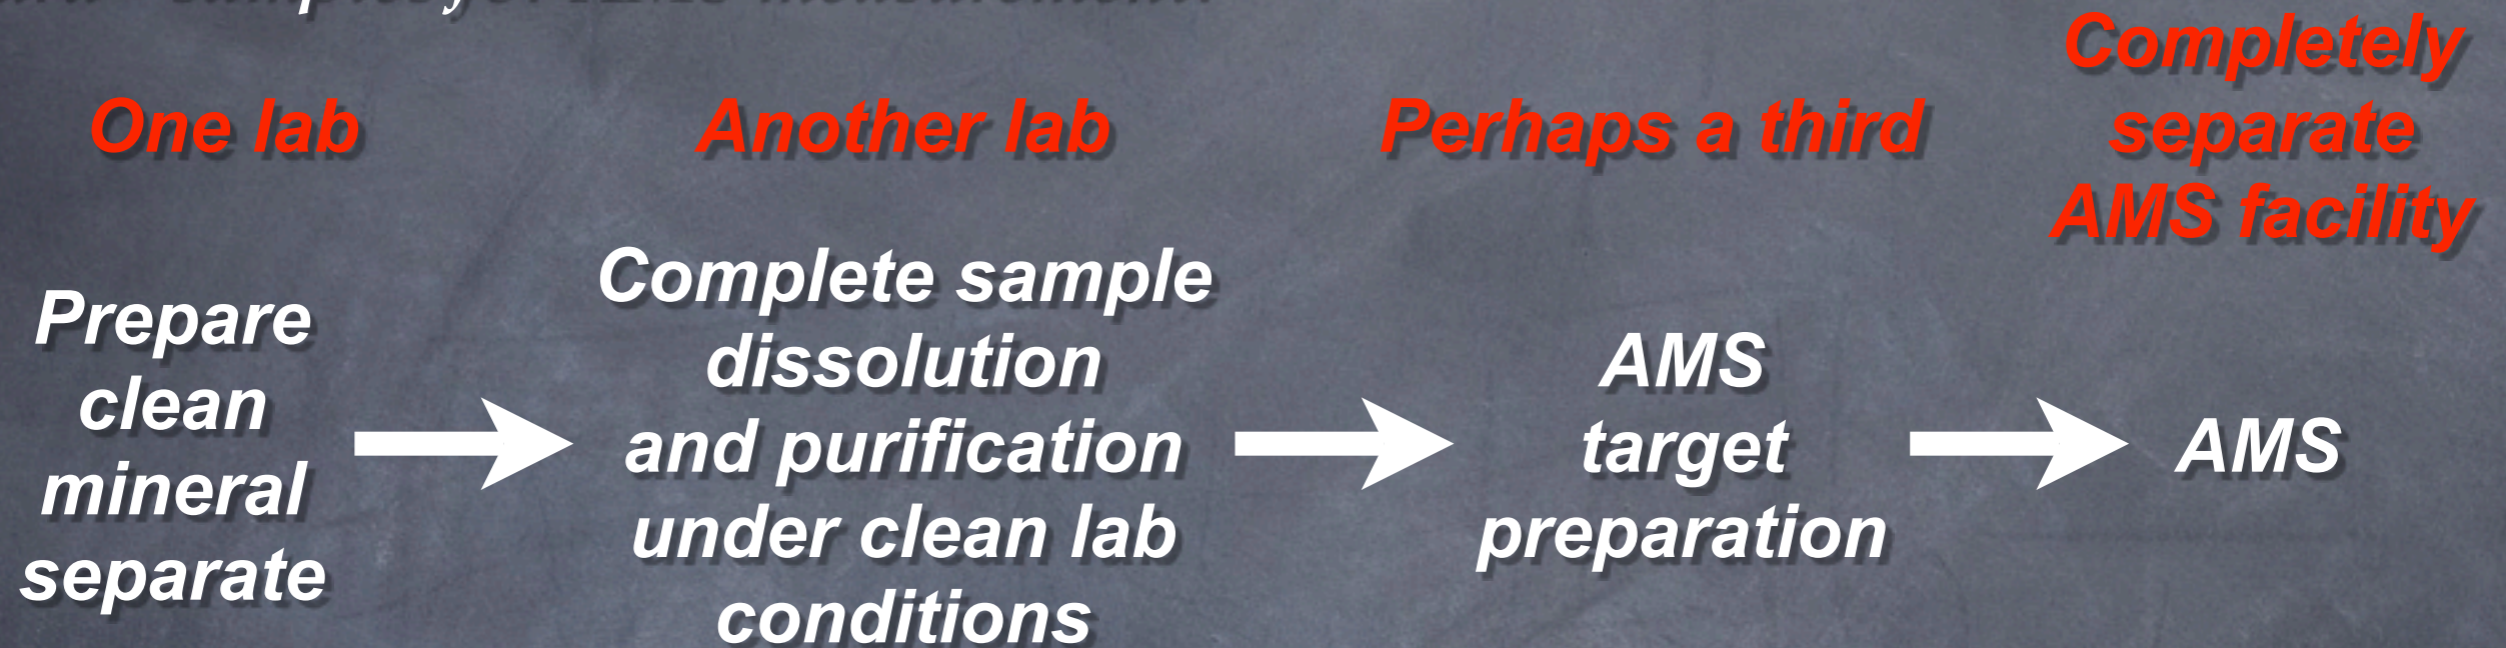 One lab
Another lab
Perhaps a third
Completely
separate
AMS facility
Prepare
clean
mineral
separate
Complete sample
dissolution
and purification
under clean lab
conditions
AMS
target
preparation
AMS